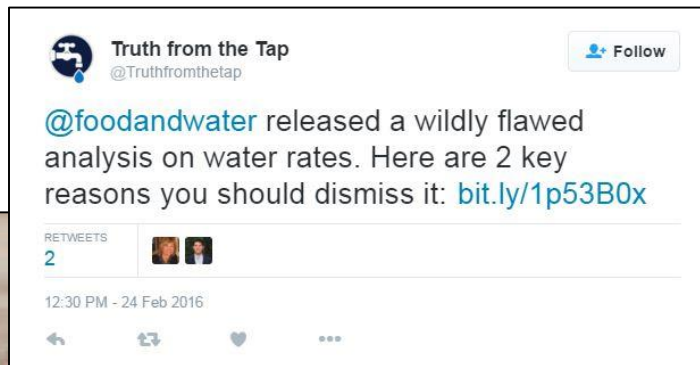 Truth from the Tap
@Truthfromthetap
Follow
@foodandwater released a wildly flawed
analysis on water rates. Here are 2 key
reasons you should dismiss it: bit.ly/1p53B0x
RETWEETS
2
12:30 PM - 24 Feb 2016